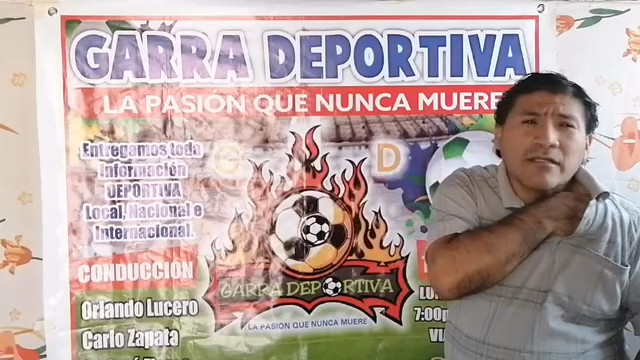 GARRA DEPORTIVA
LA PASIÓN QUE NUNCA MUERE
Entregamos toda
Información
DEPORTIVA
Local, Nacional e
Internacional.
D
CONDUCCIÓN
Orlando Lucero
Carlo Zapata
GARRA DEPORTIVA
LA PASIÓN QUE NUNCA MUERE
7:00p